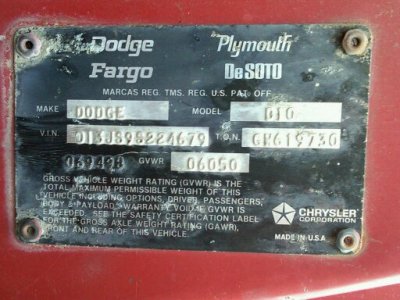 Dodge Plymouth
Fargo DeSOTO
MARCAS REG. TMS. REG. U.S. PAT. OFF
MAKE DODGE MODEL D10
V.I.N. T.O.N. GW619730
GVWR 06050
GROSS VEHICLE WEIGHT RATING (GVWR) IS THE
TOTAL MAXIMUM PERMISSIBLE WEIGHT OF THIS
VEHICLE INCLUDING OPTIONS, DRIVER, PASSENGERS,
BODY & PAYLOAD. WARRANTY VOID IF GVWR IS
EXCEEDED. SEE THE SAFETY CERTIFICATION LABEL
FOR THE GROSS AXLE WEIGHT RATING (GAWR),
FRONT AND REAR OF THIS VEHICLE.
CHRYSLER
CORPORATION
MADE IN U.S.A.